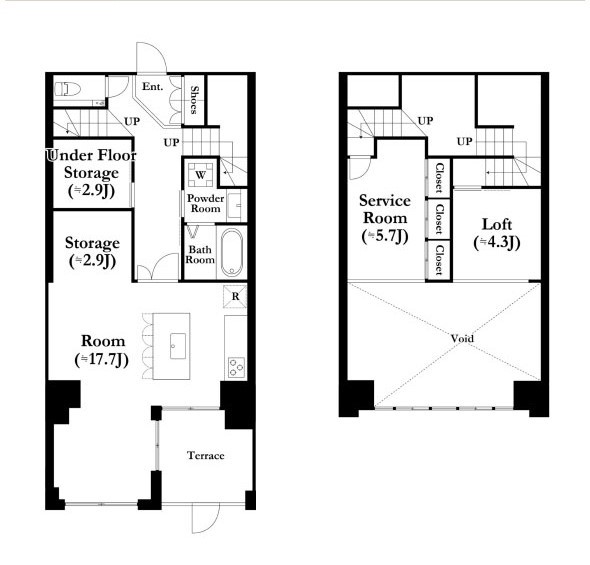 Ent.
Shoes
UP
UP
Under Floor
Storage
(≒2.9J)
W
Powder
Room
Storage
(≒2.9J)
Bath
Room
R
Room
(≒17.7J)
Terrace
UP
UP
Closet
Closet
Closet
Service
Room
(≒5.7J)
Loft
(≒4.3J)
Void